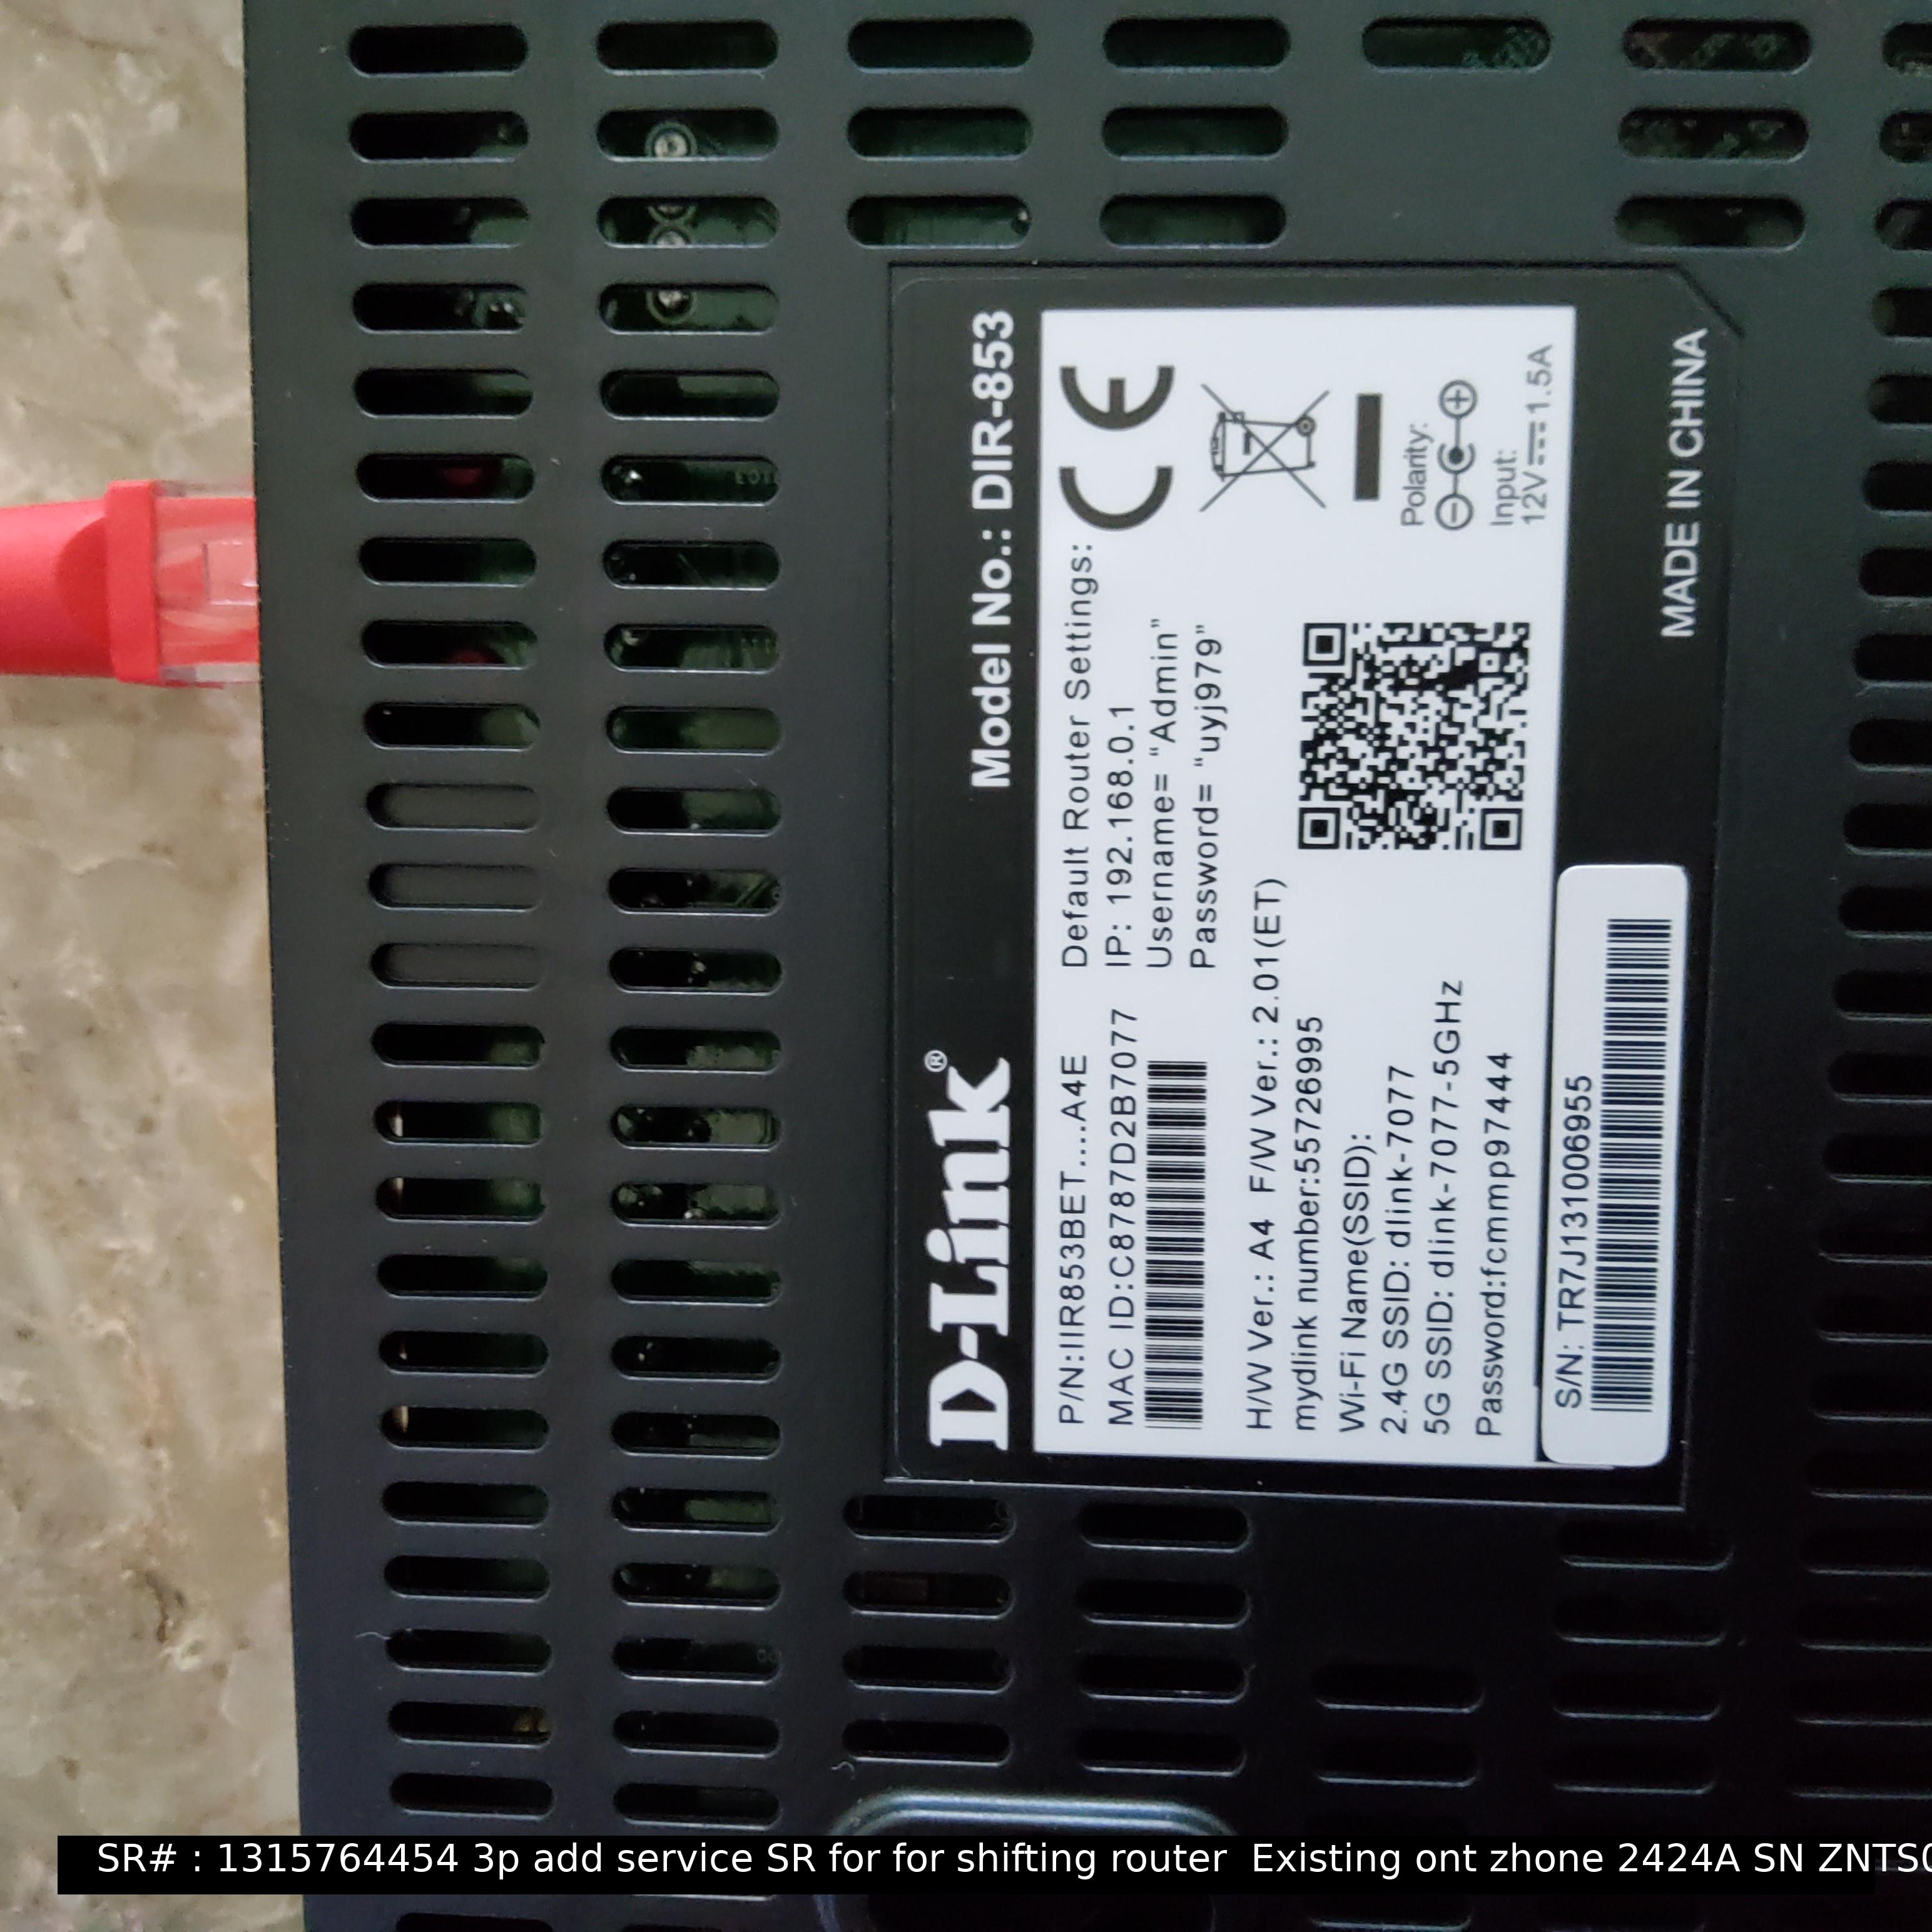 D-Link®
Model No.: DIR-853
P/N:IIR853BET....A4E
MAC ID:C8787D2B7077
Default Router Settings:
IP: 192.168.0.1
Username= “Admin”
Password= “uyj979”
H/W Ver.: A4 F/W Ver.: 2.01(ET)
mydlink number:55726995
Wi-Fi Name(SSID):
2.4G SSID: dlink-7077
5G SSID: dlink-7077-5GHz
Password:fcmmp97444
CE
Polarity:
Input:
12V⎓1.5A
S/N: TR7J131006955
MADE IN CHINA
SR# : 1315764454 3p add service SR for for shifting router Existing ont zhone 2424A SN